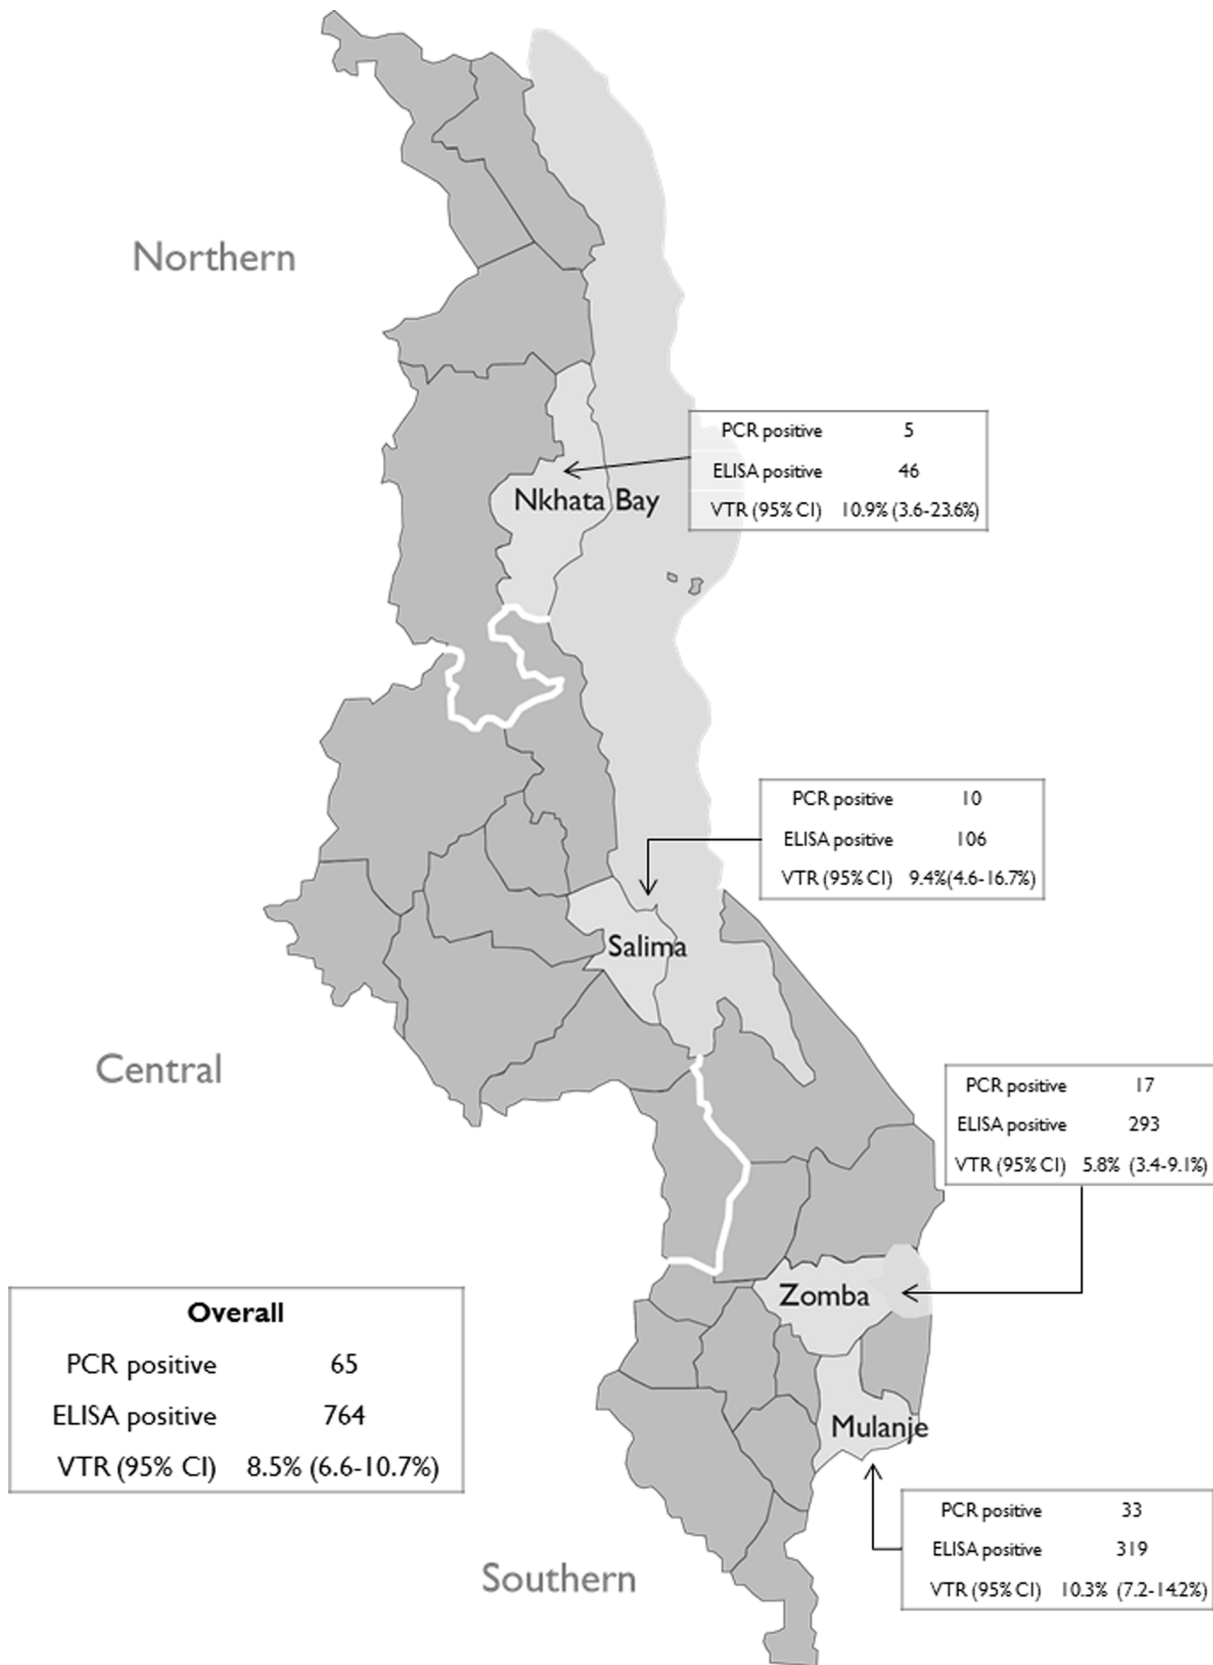 Northern
PCR positive 5
ELISA positive 46
VTR (95% CI) 10.9% (3.6-23.6%)
Nkhata Bay
PCR positive 10
ELISA positive 106
VTR (95% CI) 9.4%(4.6-16.7%)
Salima
Central
PCR positive 17
ELISA positive 293
VTR (95% CI) 5.8% (3.4-9.1%)
Zomba
Overall
PCR positive 65
ELISA positive 764
VTR (95% CI) 8.5% (6.6-10.7%)
Mulanje
PCR positive 33
ELISA positive 319
VTR (95% CI) 10.3% (7.2-14.2%)
Southern